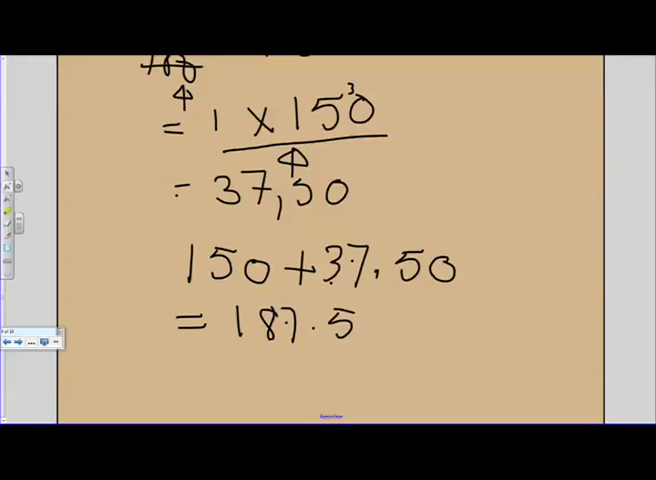 = 1 × 150
4
= 37,50
150 + 37.50
= 187.5